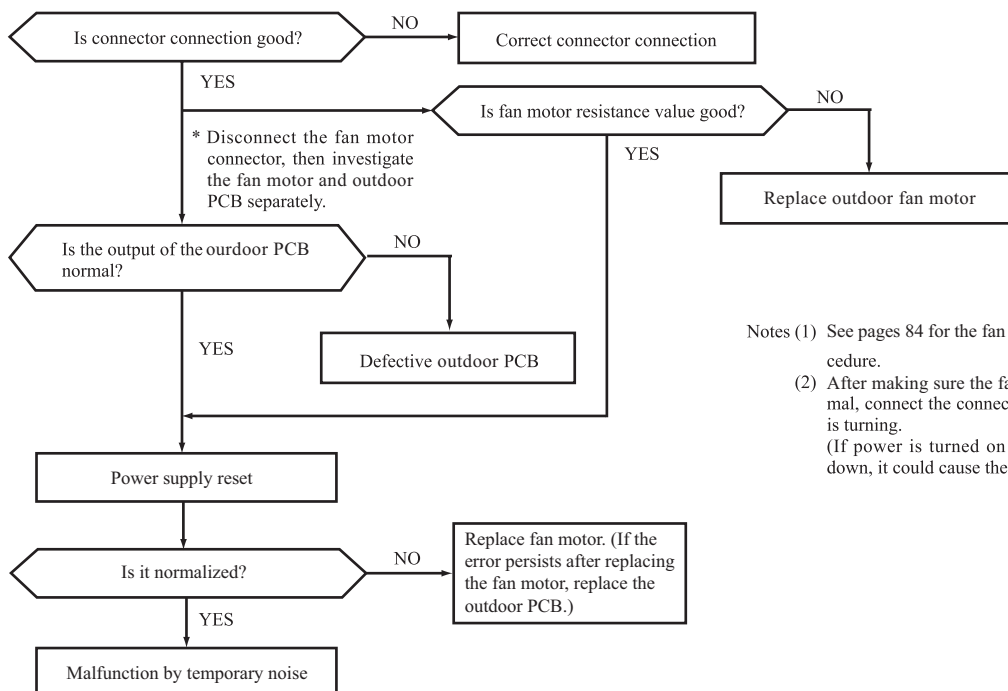 Is connector connection good?
NO
Correct connector connection
YES
Is fan motor resistance value good?
NO
* Disconnect the fan motor
connector, then investigate
the fan motor and outdoor
PCB separately.
YES
Replace outdoor fan motor
Is the output of the ourdoor PCB
normal?
NO
YES
Defective outdoor PCB
Notes (1) See pages 84 for the fan
cedure.
(2) After making sure the fa
mal, connect the connec
is turning.
(If power is turned on
down, it could cause the
Power supply reset
Is it normalized?
NO
Replace fan motor. (If the
error persists after replacing
the fan motor, replace the
outdoor PCB.)
YES
Malfunction by temporary noise